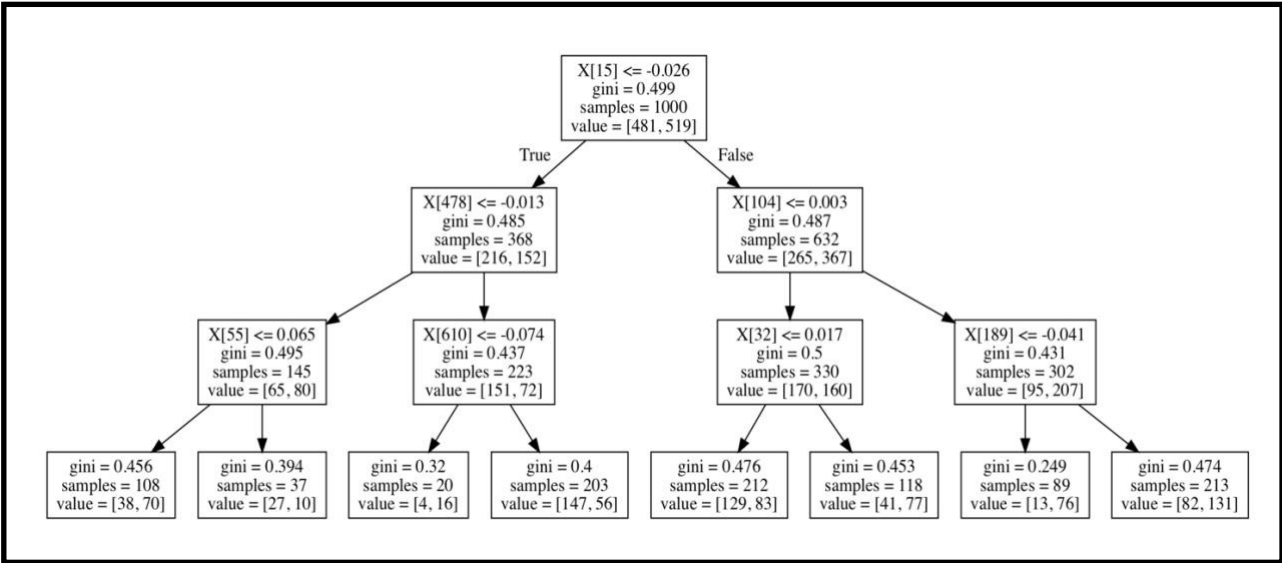 X[15] <= -0.026
gini = 0.499
samples = 1000
value = [481, 519]
True
False
X[478] <= -0.013
gini = 0.485
samples = 368
value = [216, 152]
X[104] <= 0.003
gini = 0.487
samples = 632
value = [265, 367]
X[55] <= 0.065
gini = 0.495
samples = 145
value = [65, 80]
X[610] <= -0.074
gini = 0.437
samples = 223
value = [151, 72]
X[32] <= 0.017
gini = 0.5
samples = 330
value = [170, 160]
X[189] <= -0.041
gini = 0.431
samples = 302
value = [95, 207]
gini = 0.456
samples = 108
value = [38, 70]
gini = 0.394
samples = 37
value = [27, 10]
gini = 0.32
samples = 20
value = [4, 16]
gini = 0.4
samples = 203
value = [147, 56]
gini = 0.476
samples = 212
value = [129, 83]
gini = 0.453
samples = 118
value = [41, 77]
gini = 0.249
samples = 89
value = [13, 76]
gini = 0.474
samples = 213
value = [82, 131]